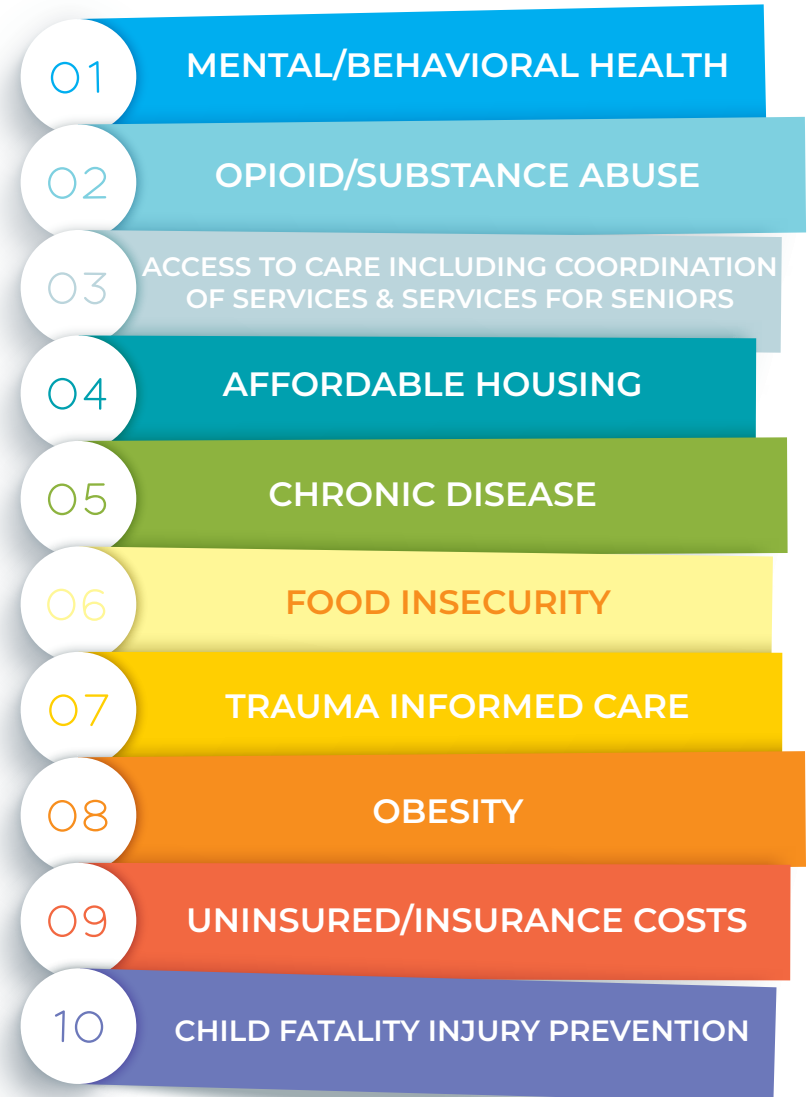 01 MENTAL/BEHAVIORAL HEALTH
02 OPIOID/SUBSTANCE ABUSE
03 ACCESS TO CARE INCLUDING COORDINATION
OF SERVICES & SERVICES FOR SENIORS
04 AFFORDABLE HOUSING
05 CHRONIC DISEASE
06 FOOD INSECURITY
07 TRAUMA INFORMED CARE
08 OBESITY
09 UNINSURED/INSURANCE COSTS
10 CHILD FATALITY INJURY PREVENTION